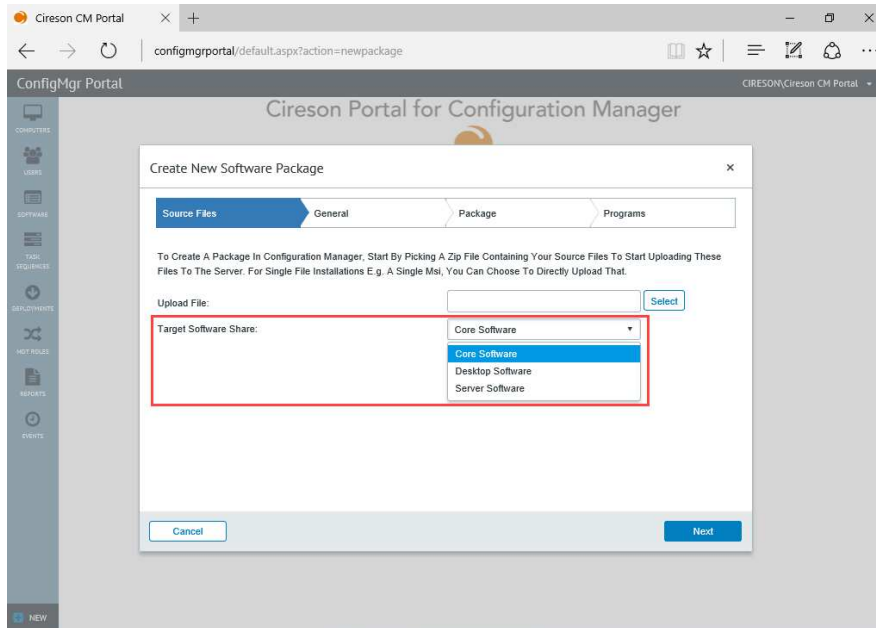 Cireson CM Portal
configmgrportal/default.aspx?action=newpackage
ConfigMgr Portal
CIRESON\Cireson CM Portal
Cireson Portal for Configuration Manager
COMPUTERS
USERS
SOFTWARE
TASK
SEQUENCES
DEPLOYMENTS
HOT ROLES
REPORTS
EVENTS
NEW
Create New Software Package
Source Files
General
Package
Programs
To Create A Package In Configuration Manager, Start By Picking A Zip File Containing Your Source Files To Start Uploading These
Files To The Server. For Single File Installations E.g. A Single Msi, You Can Choose To Directly Upload That.
Upload File:
Select
Target Software Share:
Core Software
Core Software
Desktop Software
Server Software
Cancel
Next